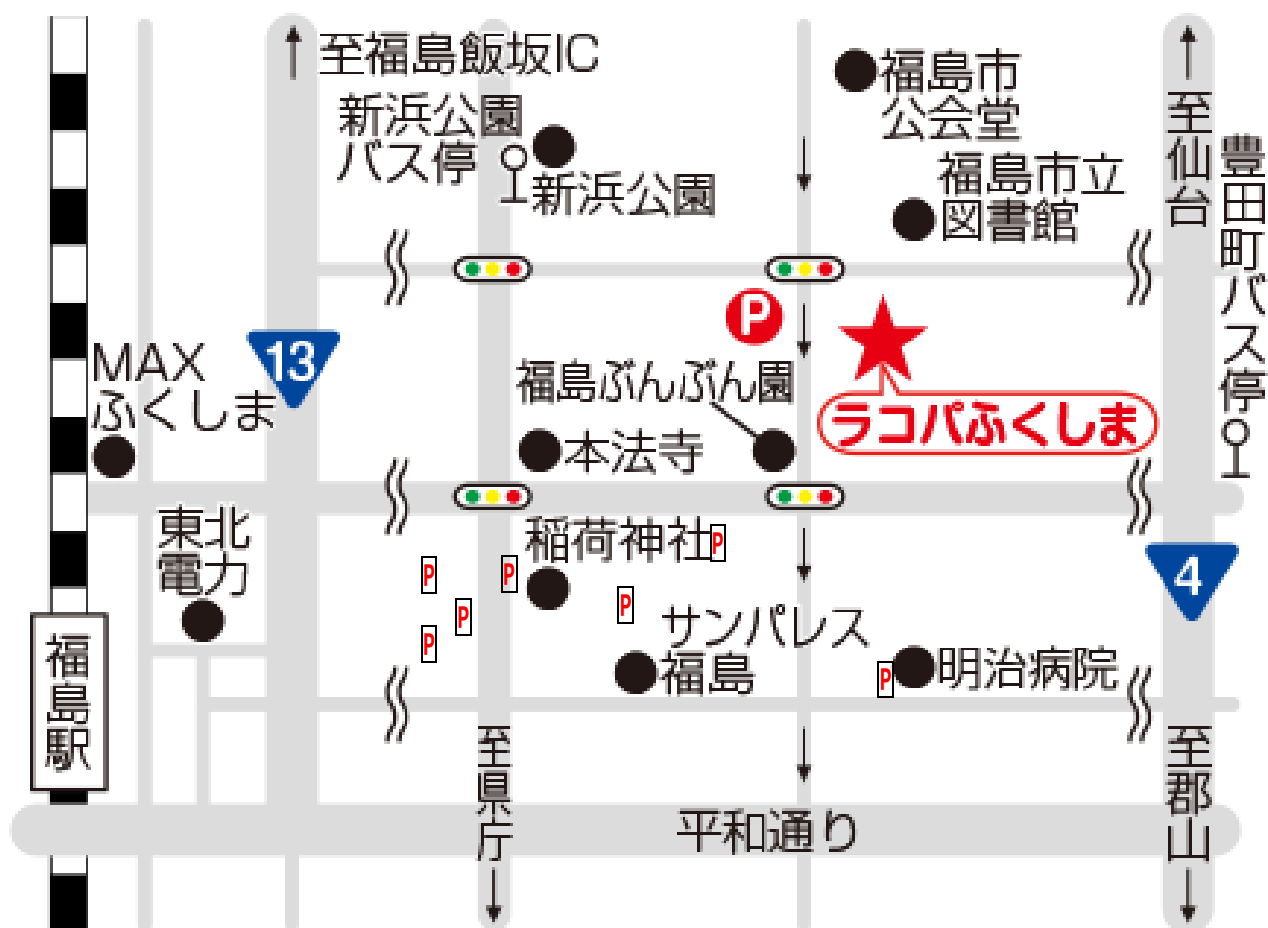 至福島飯坂IC
新浜公園
バス停
新浜公園
福島市
公会堂
福島市立
図書館
至仙台
豊田町バス停
P
13
MAX
ふくしま
福島ぶんぶん園
ラコパふくしま
本法寺
東北
電力
稲荷神社
P
P
P
P
P
P
P
サンパレス
福島
明治病院
4
福島駅
至県庁
平和通り
至郡山